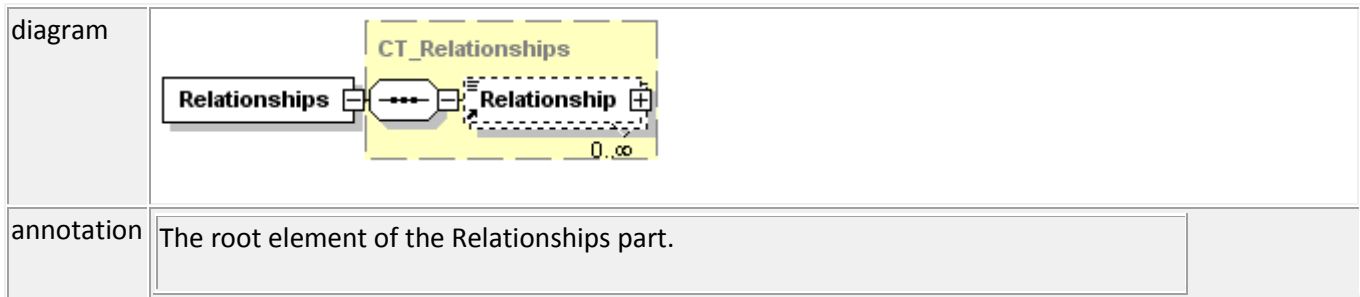 diagram
CT_Relationships
Relationships
Relationship
0..∞
annotation
The root element of the Relationships part.